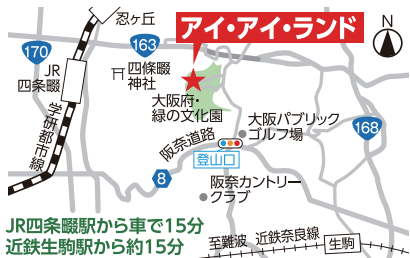 忍ヶ丘
アイ・アイ・ランド
N
170
163
JR
四条畷
四條畷
神社
大阪府・
緑の文化園
学研都市線
阪奈道路
大阪パブリック
ゴルフ場
168
登山口
8
阪奈カントリー
クラブ
JR四条畷駅から車で15分
近鉄生駒駅から約15分
至難波 近鉄奈良線
生駒